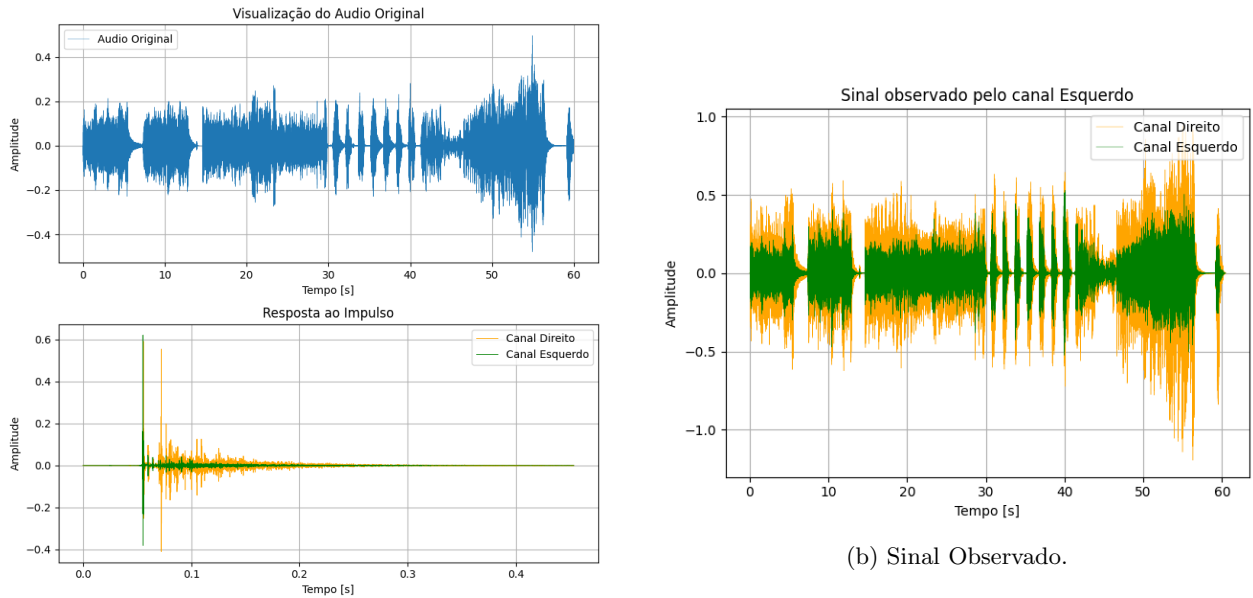 Visualização do Audio Original
Audio Original
Amplitude
0.4
0.2
0.0
−0.2
−0.4
0 10 20 30 40 50 60
Tempo [s]
Resposta ao Impulso
Canal Direito
Canal Esquerdo
Amplitude
0.6
0.4
0.2
0.0
−0.2
−0.4
0.0 0.1 0.2 0.3 0.4
Tempo [s]
Sinal observado pelo canal Esquerdo
Canal Direito
Canal Esquerdo
Amplitude
1.0
0.5
0.0
−0.5
−1.0
0 10 20 30 40 50 60
Tempo [s]
(b) Sinal Observado.